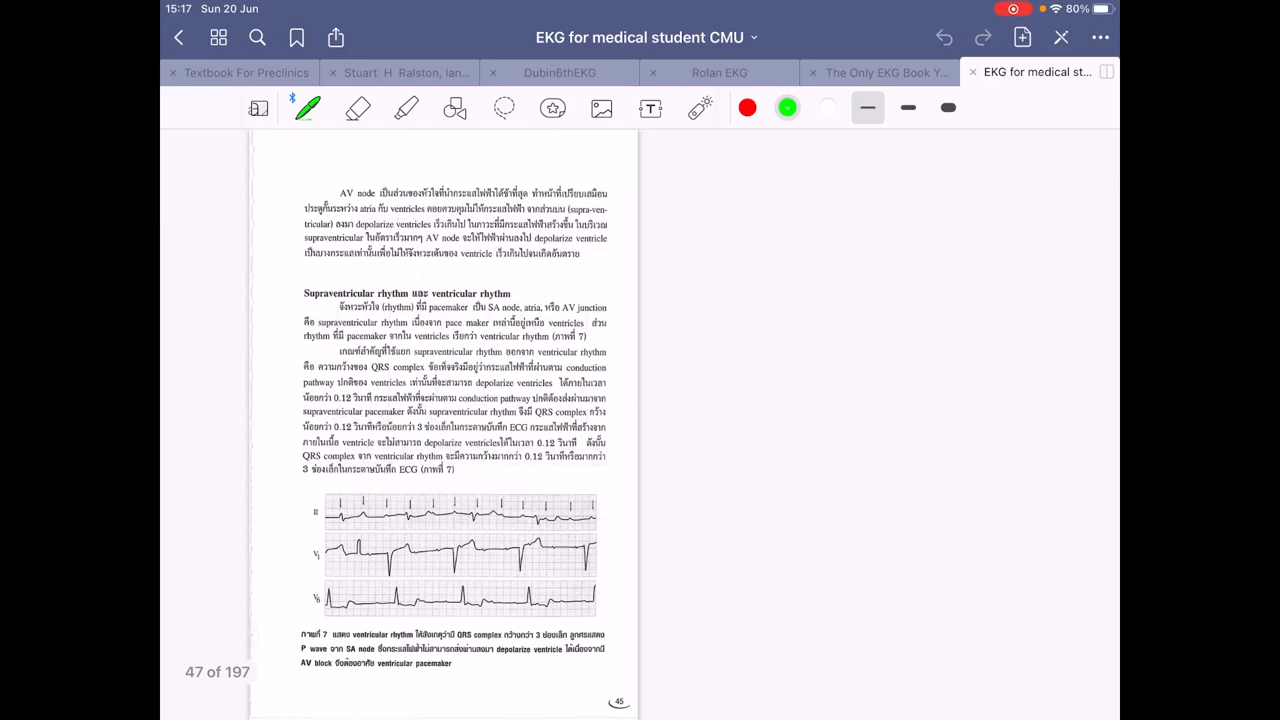 15:17 Sun 20 Jun
80%
EKG for medical student CMU
Textbook For Preclinics
Stuart H Ralston, Ian,...
Dubin6thEKG
Rolan EKG
The Only EKG Book Y...
EKG for medical st...
AV node เป็นส่วนของหัวใจที่นำกระแสไฟฟ้าได้ช้าที่สุด ทำหน้าที่เปรียบเสมือน
ประตูกั้นระหว่าง atria กับ ventricles คอยควบคุมไม่ให้กระแสไฟฟ้า จากส่วนบน (supra-ven-
tricular) ลงมา depolarize ventricles เร็วเกินไป ในภาวะที่มีกระแสไฟฟ้าสร้างขึ้น ในบริเวณ
supraventricular ในอัตราเร็วมากๆ AV node จะให้ไฟฟ้าผ่านลงไป depolarize ventricle
เป็นบางกระแสเท่านั้นเพื่อไม่ให้จังหวะเต้นของ ventricle เร็วเกินไปจนเกิดอันตราย
Supraventricular rhythm และ ventricular rhythm
จังหวะหัวใจ (rhythm) ที่มี pacemaker เป็น SA node, atria, หรือ AV junction
คือ supraventricular rhythm เนื่องจาก pace maker เหล่านี้อยู่เหนือ ventricles ส่วน
rhythm ที่มี pacemaker จากใน ventricles เรียกว่า ventricular rhythm (ภาพที่ 7)
เกณฑ์สำคัญที่ใช้แยก supraventricular rhythm ออกจาก ventricular rhythm
คือ ความกว้างของ QRS complex ข้อเท็จจริงมีอยู่ว่ากระแสไฟฟ้าที่ผ่านตาม conduction
pathway ปกติของ ventricles เท่านั้นที่จะสามารถ depolarize ventricles ได้ภายในเวลา
น้อยกว่า 0.12 วินาที กระแสไฟฟ้าที่จะผ่านตาม conduction pathway ปกติต้องส่งผ่านมาจาก
supraventricular pacemaker ดังนั้น supraventricular rhythm จึงมี QRS complex กว้าง
น้อยกว่า 0.12 วินาทีหรือน้อยกว่า 3 ช่องเล็กในกระดาษบันทึก ECG กระแสไฟฟ้าที่สร้างจาก
ภายในเนื้อ ventricle จะไม่สามารถ depolarize ventriclesได้ในเวลา 0.12 วินาที ดังนั้น
QRS complex จาก ventricular rhythm จะมีความกว้างมากกว่า 0.12 วินาทีหรือมากกว่า
3 ช่องเล็กในกระดาษบันทึก ECG (ภาพที่ 7)
II
V1
V6
ภาพที่ 7 แสดง ventricular rhythm ให้สังเกตุว่ามี QRS complex กว้างกว่า 3 ช่องเล็ก ลูกศรแสดง
P wave จาก SA node ซึ่งกระแสไฟฟ้าไม่สามารถส่งผ่านลงมา depolarize ventricle ได้เนื่องจากมี
AV block จึงต้องอาศัย ventricular pacemaker
47 of 197
45